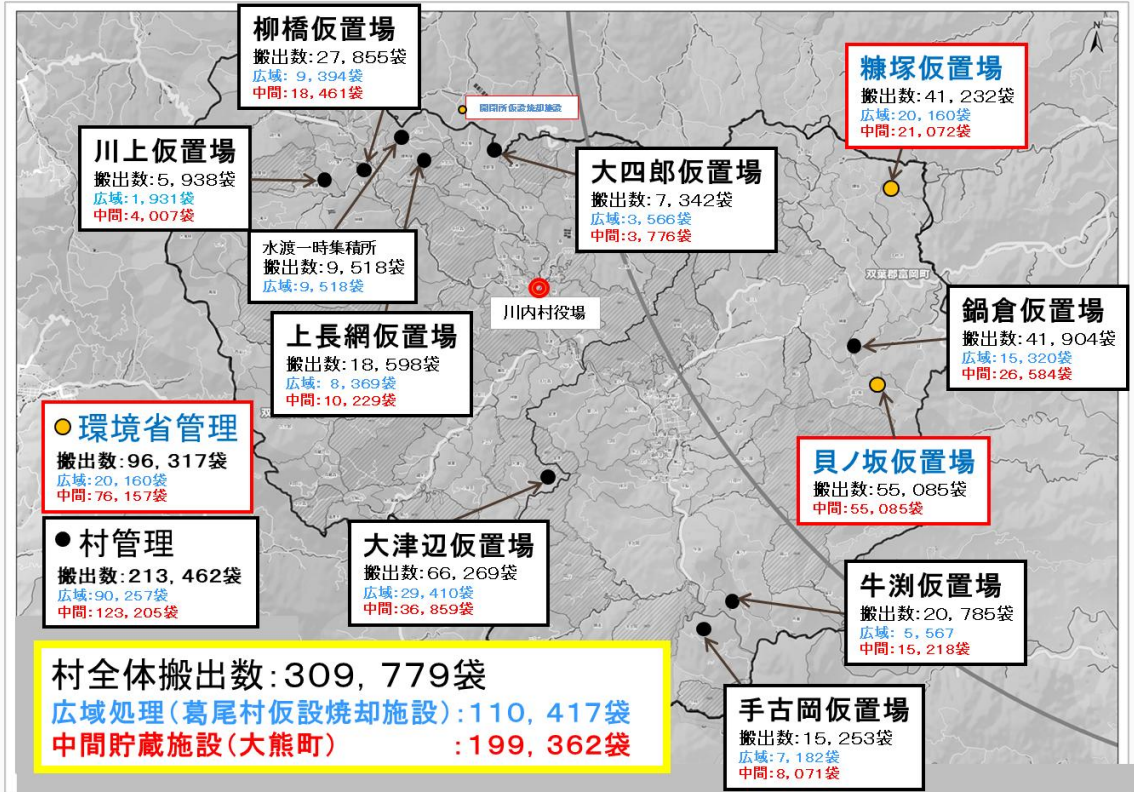 柳橋仮置場
搬出数:27,855袋
広域: 9,394袋
中間:18,461袋
N
開閉所仮設焼却施設
糠塚仮置場
搬出数:41,232袋
広域:20,160袋
中間:21,072袋
川上仮置場
搬出数:5,938袋
広域:1,931袋
中間:4,007袋
大四郎仮置場
搬出数:7,342袋
広域:3,566袋
中間:3,776袋
水渡一時集積所
搬出数:9,518袋
広域:9,518袋
双葉郡富岡町
川内村役場
鍋倉仮置場
搬出数:41,904袋
広域:15,320袋
中間:26,584袋
上長網仮置場
搬出数:18,598袋
広域: 8,369袋
中間:10,229袋
環境省管理
搬出数:96,317袋
広域:20,160袋
中間:76,157袋
貝ノ坂仮置場
搬出数:55,085袋
中間:55,085袋
村管理
搬出数:213,462袋
広域:90,257袋
中間:123,205袋
大津辺仮置場
搬出数:66,269袋
広域:29,410袋
中間:36,859袋
牛渕仮置場
搬出数:20,785袋
広域: 5,567
中間:15,218袋
村全体搬出数:309,779袋
広域処理(葛尾村仮設焼却施設):110,417袋
中間貯蔵施設(大熊町) :199,362袋
手古岡仮置場
搬出数:15,253袋
広域:7,182袋
中間:8,071袋